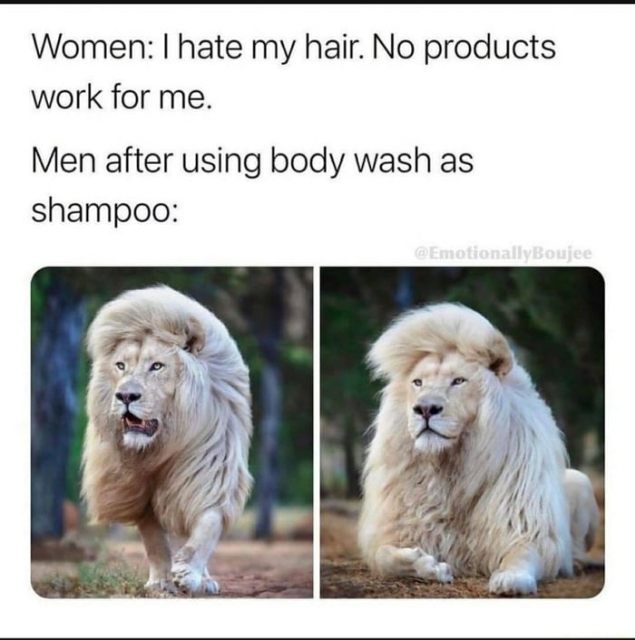 Women: I hate my hair. No products
work for me.
Men after using body wash as
shampoo:
@EmotionallyBoujee